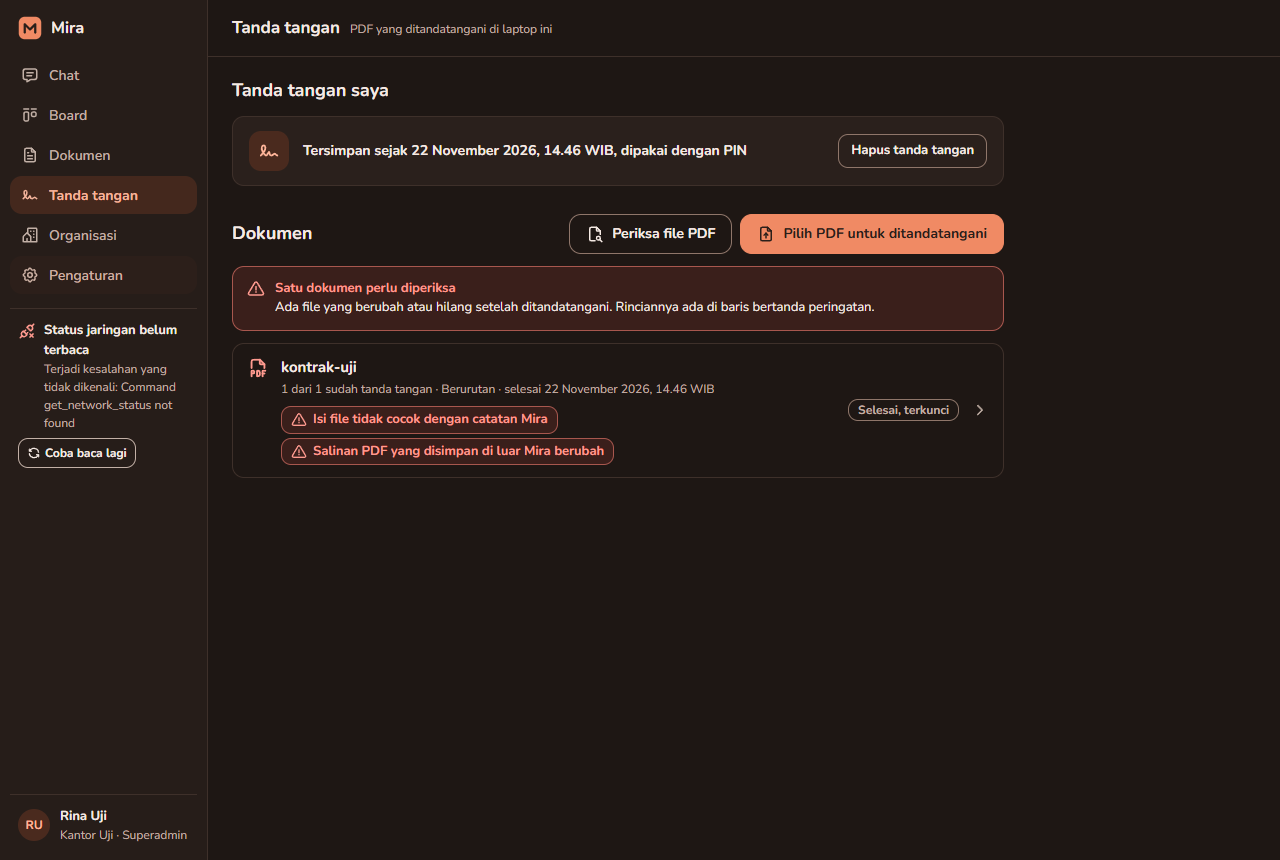 Mira
Chat
Board
Dokumen
Tanda tangan
Organisasi
Pengaturan
Status jaringan belum
terbaca
Terjadi kesalahan yang
tidak dikenali: Command
get_network_status not
found
Coba baca lagi
RU
Rina Uji
Kantor Uji · Superadmin
Tanda tangan PDF yang ditandatangani di laptop ini
Tanda tangan saya
Tersimpan sejak 22 November 2026, 14.46 WIB, dipakai dengan PIN
Hapus tanda tangan
Dokumen
Periksa file PDF
Pilih PDF untuk ditandatangani
Satu dokumen perlu diperiksa
Ada file yang berubah atau hilang setelah ditandatangani. Rinciannya ada di baris bertanda peringatan.
PDF
kontrak-uji
1 dari 1 sudah tanda tangan · Berurutan · selesai 22 November 2026, 14.46 WIB
Isi file tidak cocok dengan catatan Mira
Salinan PDF yang disimpan di luar Mira berubah
Selesai, terkunci